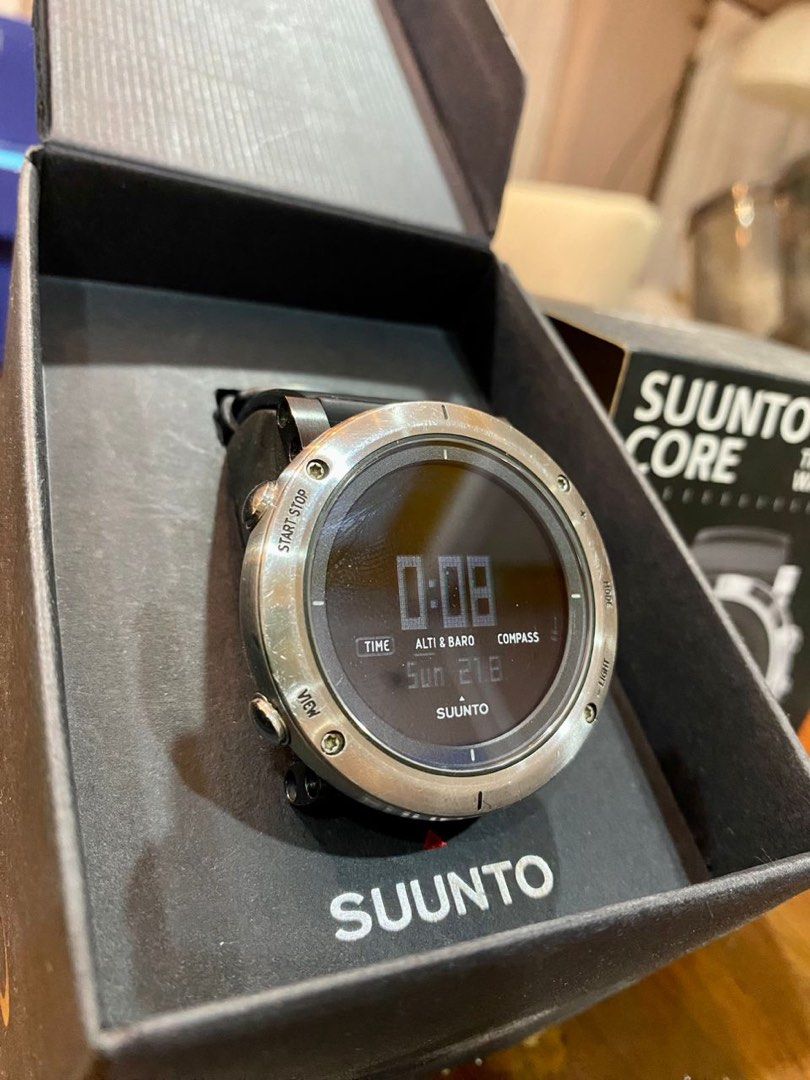 SUUNTO
CORE
START STOP
+
MODE
0:08
TIME
ALTI & BARO
COMPASS
Sun 21.8
SUUNTO
VIEW
- LIGHT
SUUNTO